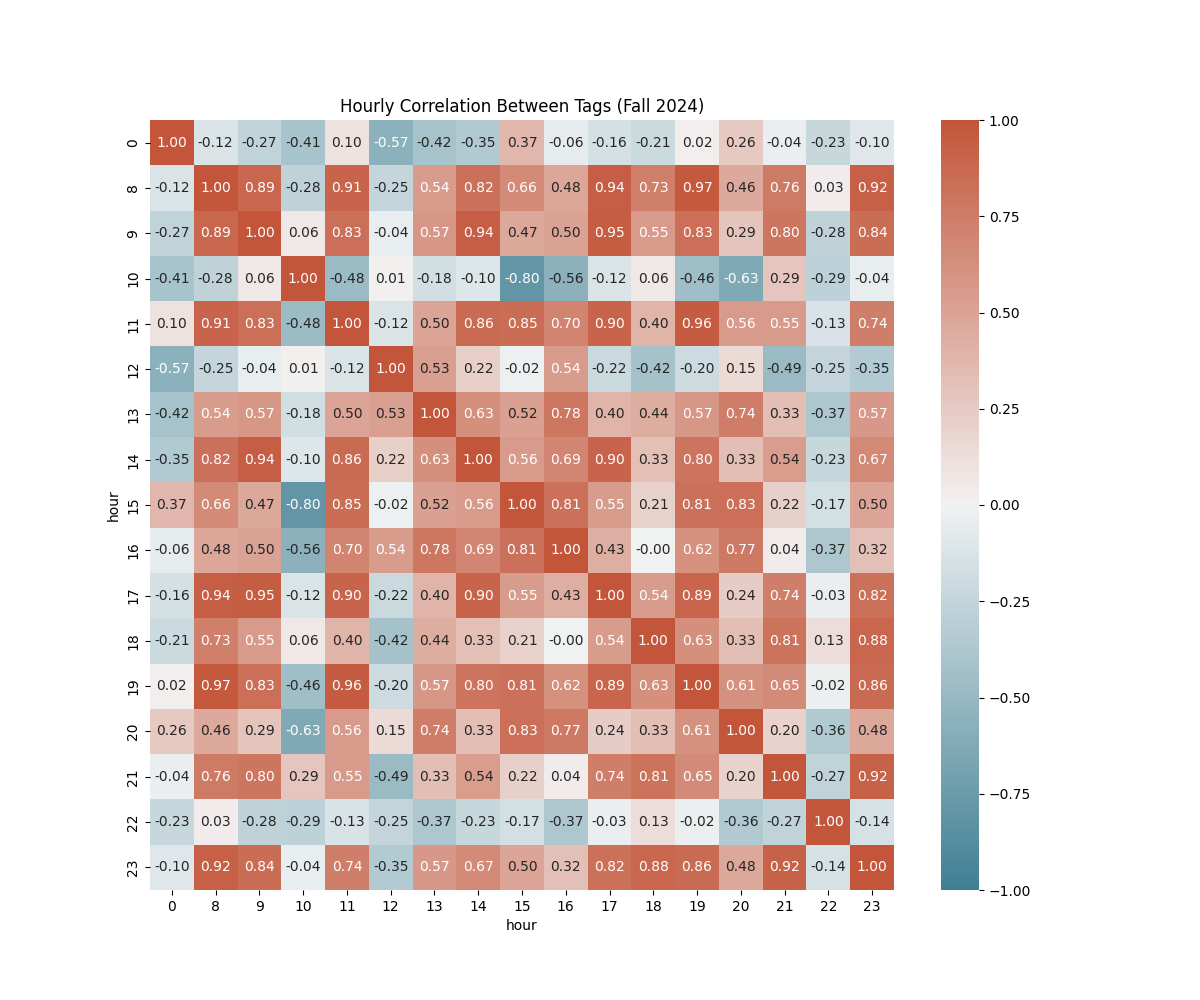 Hourly Correlation Between Tags (Fall 2024)
0 1.00 -0.12 -0.27 -0.41 0.10 -0.57 -0.42 -0.35 0.37 -0.06 -0.16 -0.21 0.02 0.26 -0.04 -0.23 -0.10
8 -0.12 1.00 0.89 -0.28 0.91 -0.25 0.54 0.82 0.66 0.48 0.94 0.73 0.97 0.46 0.76 0.03 0.92
9 -0.27 0.89 1.00 0.06 0.83 -0.04 0.57 0.94 0.47 0.50 0.95 0.55 0.83 0.29 0.80 -0.28 0.84
10 -0.41 -0.28 0.06 1.00 -0.48 0.01 -0.18 -0.10 -0.80 -0.56 -0.12 0.06 -0.46 -0.63 0.29 -0.29 -0.04
11 0.10 0.91 0.83 -0.48 1.00 -0.12 0.50 0.86 0.85 0.70 0.90 0.40 0.96 0.56 0.55 -0.13 0.74
12 -0.57 -0.25 -0.04 0.01 -0.12 1.00 0.53 0.22 -0.02 0.54 -0.22 -0.42 -0.20 0.15 -0.49 -0.25 -0.35
13 -0.42 0.54 0.57 -0.18 0.50 0.53 1.00 0.63 0.52 0.78 0.40 0.44 0.57 0.74 0.33 -0.37 0.57
14 -0.35 0.82 0.94 -0.10 0.86 0.22 0.63 1.00 0.56 0.69 0.90 0.33 0.80 0.33 0.54 -0.23 0.67
15 0.37 0.66 0.47 -0.80 0.85 -0.02 0.52 0.56 1.00 0.81 0.55 0.21 0.81 0.83 0.22 -0.17 0.50
16 -0.06 0.48 0.50 -0.56 0.70 0.54 0.78 0.69 0.81 1.00 0.43 -0.00 0.62 0.77 0.04 -0.37 0.32
17 -0.16 0.94 0.95 -0.12 0.90 -0.22 0.40 0.90 0.55 0.43 1.00 0.54 0.89 0.24 0.74 -0.03 0.82
18 -0.21 0.73 0.55 0.06 0.40 -0.42 0.44 0.33 0.21 -0.00 0.54 1.00 0.63 0.33 0.81 0.13 0.88
19 0.02 0.97 0.83 -0.46 0.96 -0.20 0.57 0.80 0.81 0.62 0.89 0.63 1.00 0.61 0.65 -0.02 0.86
20 0.26 0.46 0.29 -0.63 0.56 0.15 0.74 0.33 0.83 0.77 0.24 0.33 0.61 1.00 0.20 -0.36 0.48
21 -0.04 0.76 0.80 0.29 0.55 -0.49 0.33 0.54 0.22 0.04 0.74 0.81 0.65 0.20 1.00 -0.27 0.92
22 -0.23 0.03 -0.28 -0.29 -0.13 -0.25 -0.37 -0.23 -0.17 -0.37 -0.03 0.13 -0.02 -0.36 -0.27 1.00 -0.14
23 -0.10 0.92 0.84 -0.04 0.74 -0.35 0.57 0.67 0.50 0.32 0.82 0.88 0.86 0.48 0.92 -0.14 1.00
0 8 9 10 11 12 13 14 15 16 17 18 19 20 21 22 23
hour
hour
1.00
0.75
0.50
0.25
0.00
−0.25
−0.50
−0.75
−1.00